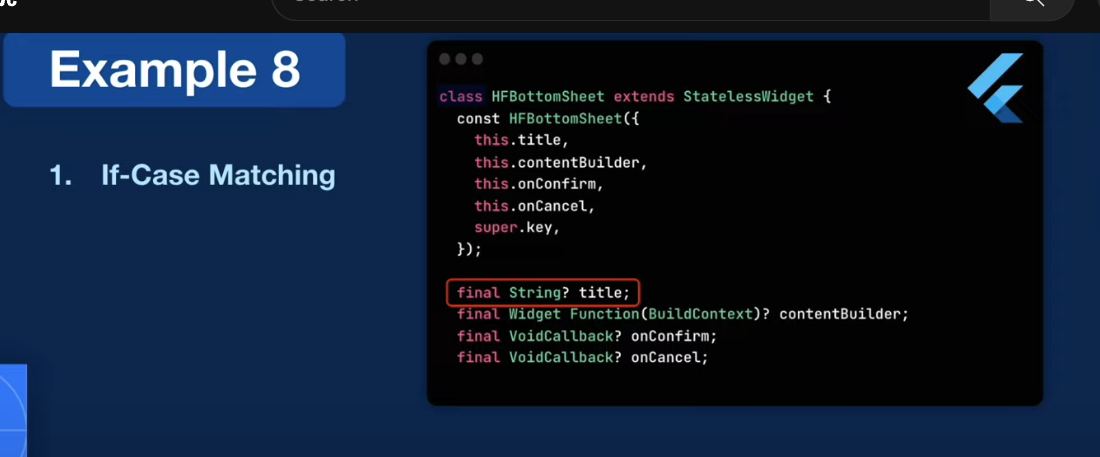 Example 8
1. If-Case Matching
class HFBottomSheet extends StatelessWidget {
const HFBottomSheet({
this.title,
this.contentBuilder,
this.onConfirm,
this.onCancel,
super.key,
});
final String? title;
final Widget Function(BuildContext)? contentBuilder;
final VoidCallback? onConfirm;
final VoidCallback? onCancel;